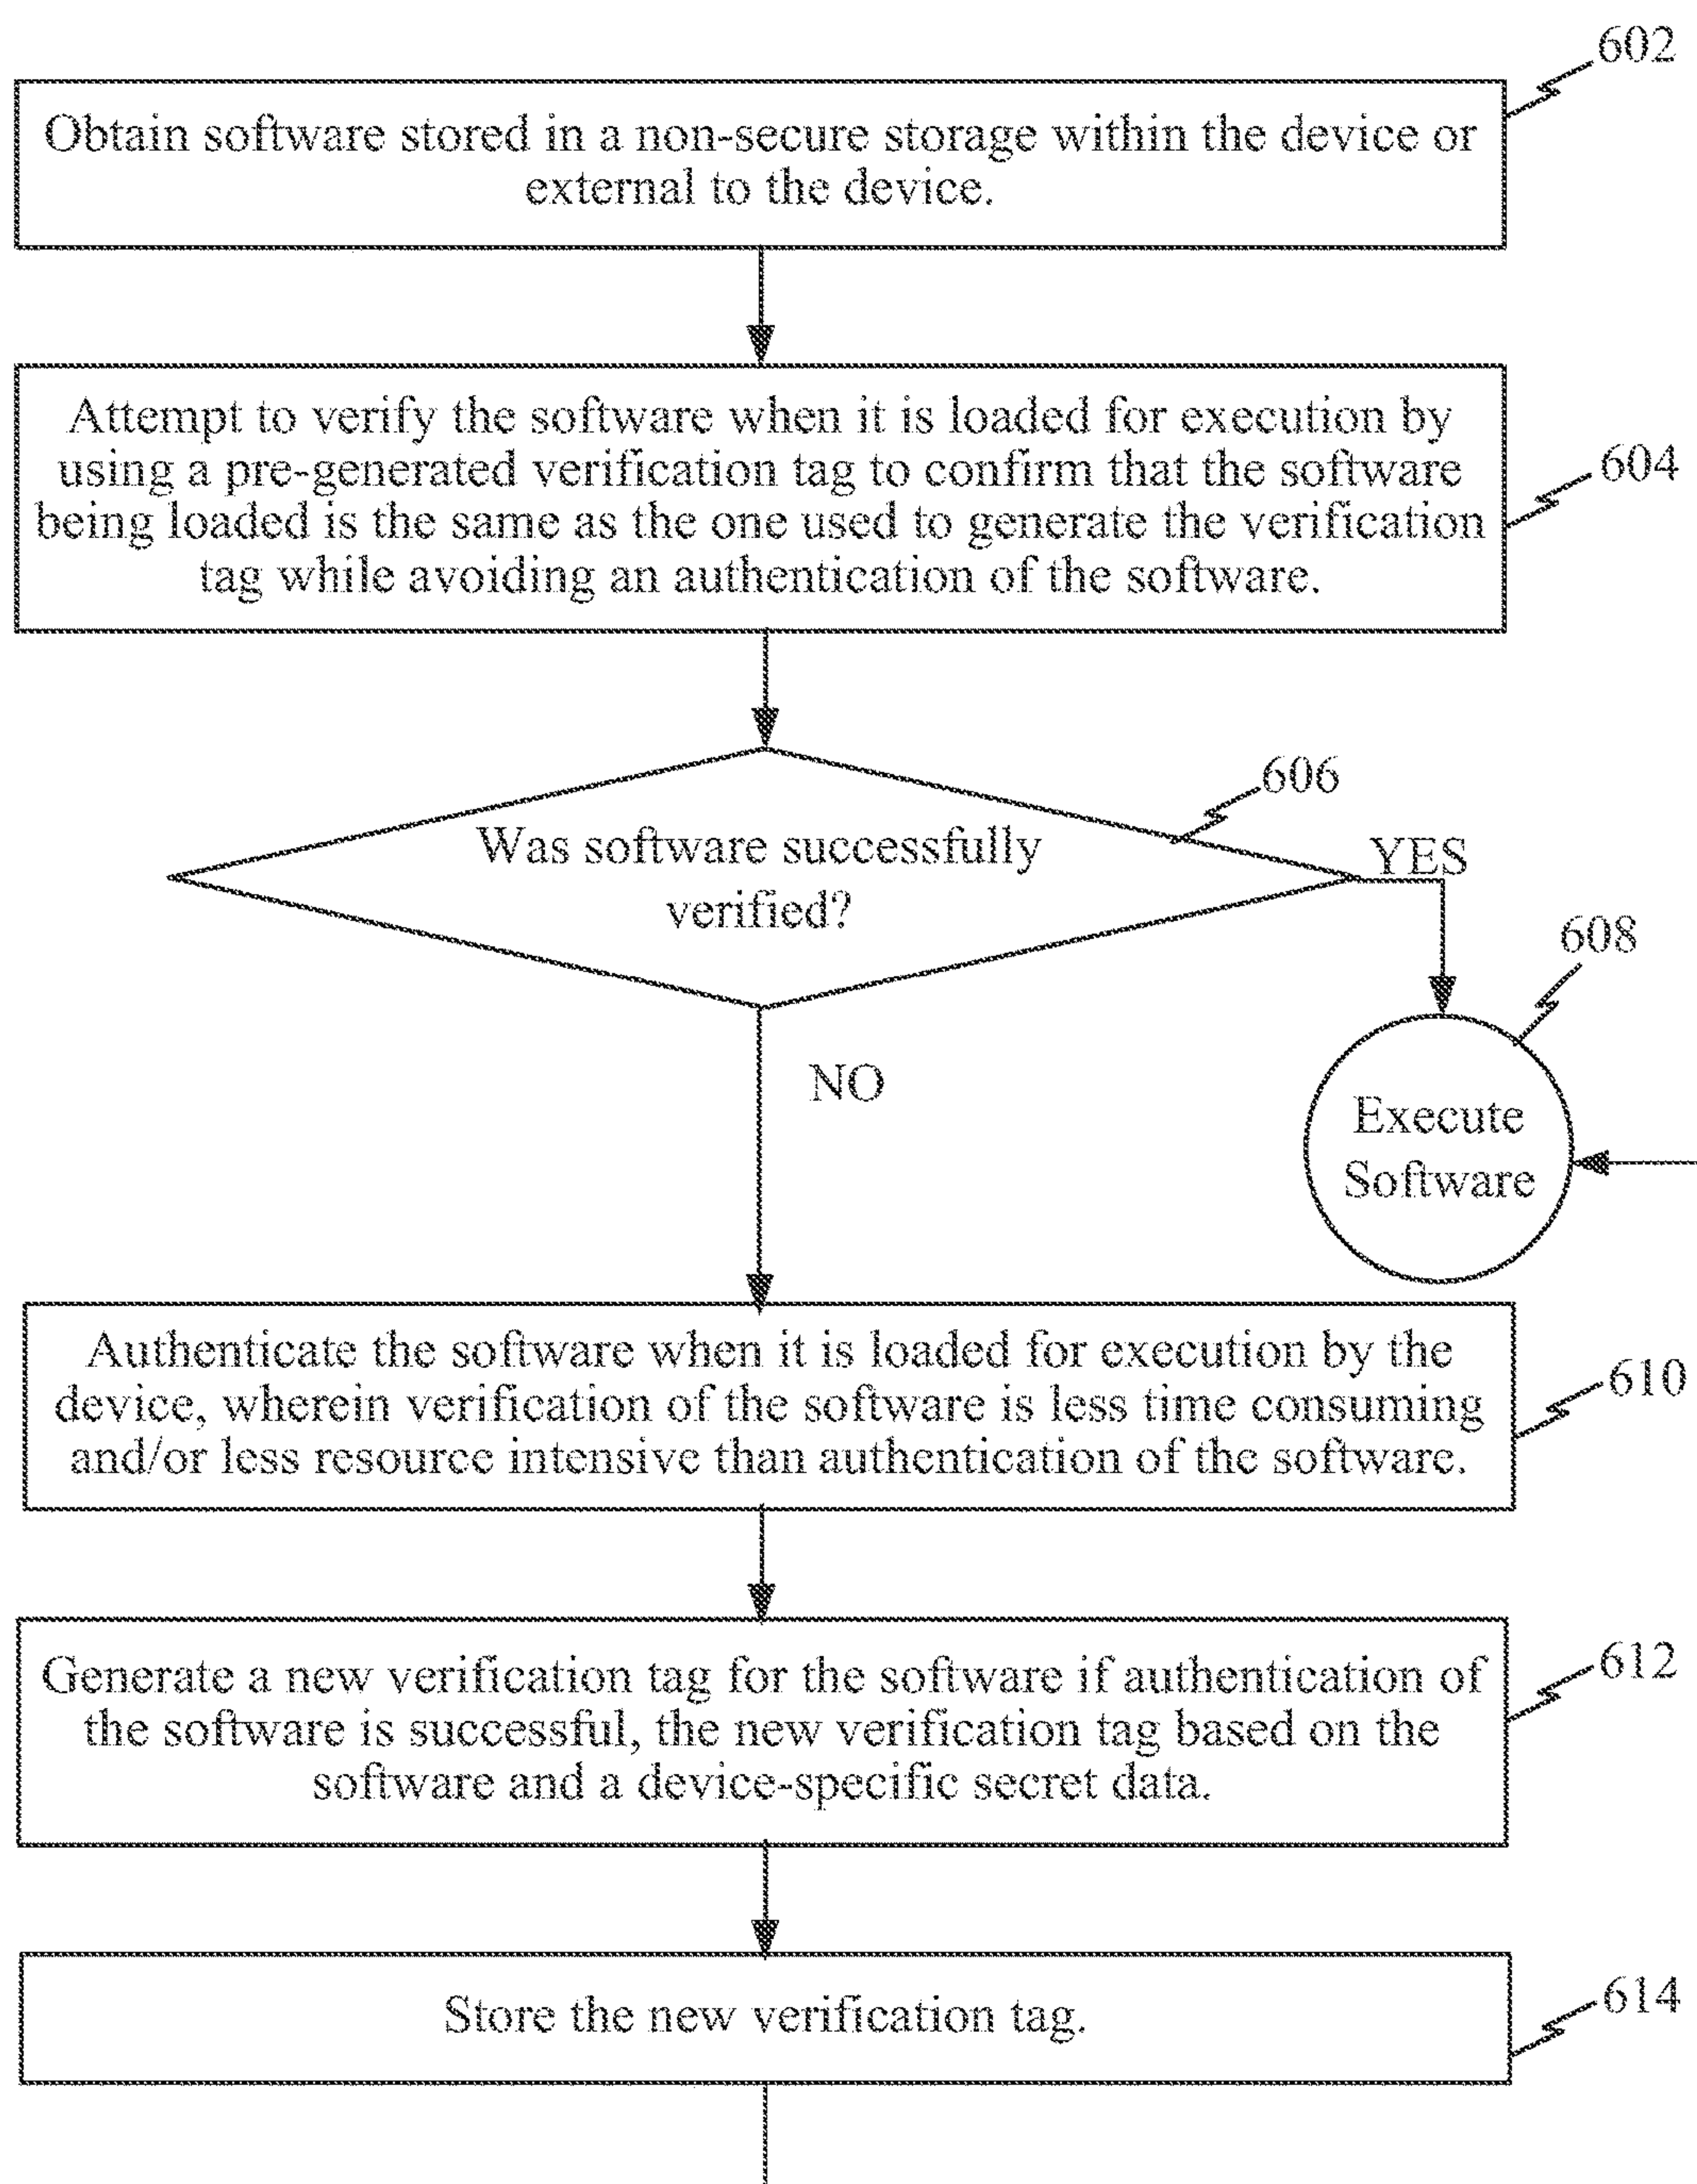 602
Obtain software stored in a non-secure storage within the device or
external to the device.
Attempt to verify the software when it is loaded for execution by
using a pre-generated verification tag to confirm that the software
being loaded is the same as the one used to generate the verification
tag while avoiding an authentication of the software.
604
606
Was software successfully
verified?
YES
608
NO
Execute
Software
Authenticate the software when it is loaded for execution by the
device, wherein verification of the software is less time consuming
and/or less resource intensive than authentication of the software.
610
Generate a new verification tag for the software if authentication of
the software is successful, the new verification tag based on the
software and a device-specific secret data.
612
Store the new verification tag.
614